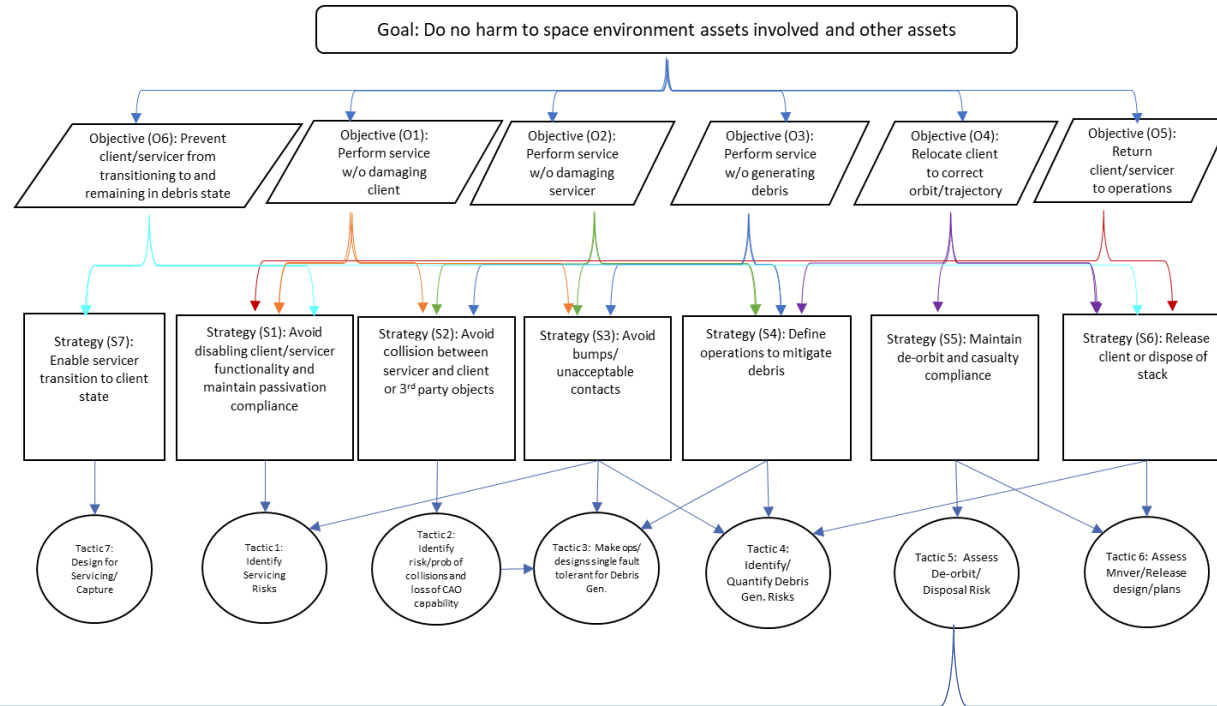 Goal: Do no harm to space environment assets involved and other assets
Objective (O6): Prevent
client/servicer from
transitioning to and
remaining in debris state
Objective (O1):
Perform service
w/o damaging
client
Objective (O2):
Perform service
w/o damaging
servicer
Objective (O3):
Perform service
w/o generating
debris
Objective (O4):
Relocate client
to correct
orbit/trajectory
Objective (O5):
Return
client/servicer
to operations
Strategy (S7):
Enable servicer
transition to client
state
Strategy (S1): Avoid
disabling client/servicer
functionality and
maintain passivation
compliance
Strategy (S2): Avoid
collision between
servicer and client
or 3rd party objects
Strategy (S3): Avoid
bumps/
unacceptable
contacts
Strategy (S4): Define
operations to mitigate
debris
Strategy (S5): Maintain
de-orbit and casualty
compliance
Strategy (S6): Release
client or dispose of
stack
Tactic 7: Design for
Servicing/
Capture
Tactic 1:
Identify
Servicing
Risks
Tactic 2:
Identify
risk/prob of
collisions and
loss of CAO
capability
Tactic 3: Make ops/
designs single fault
tolerant for Debris
Gen.
Tactic 4:
Identify/
Quantify Debris
Gen. Risks
Tactic 5: Assess
De-orbit/
Disposal Risk
Tactic 6: Assess
Mnver/Release
design/plans